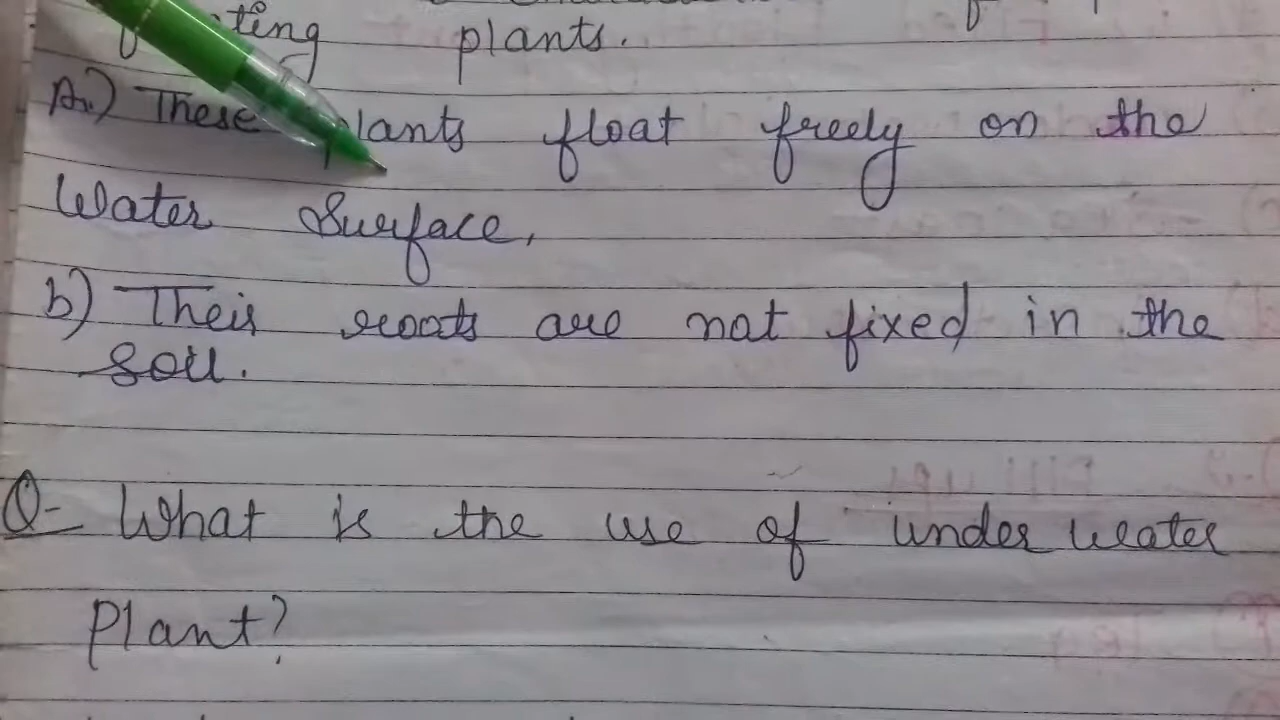 plants.
A.) These plants float freely on the
Water Surface,
b) Their roots are not fixed in the
soil.
Q- What is the use of under water
Plant?